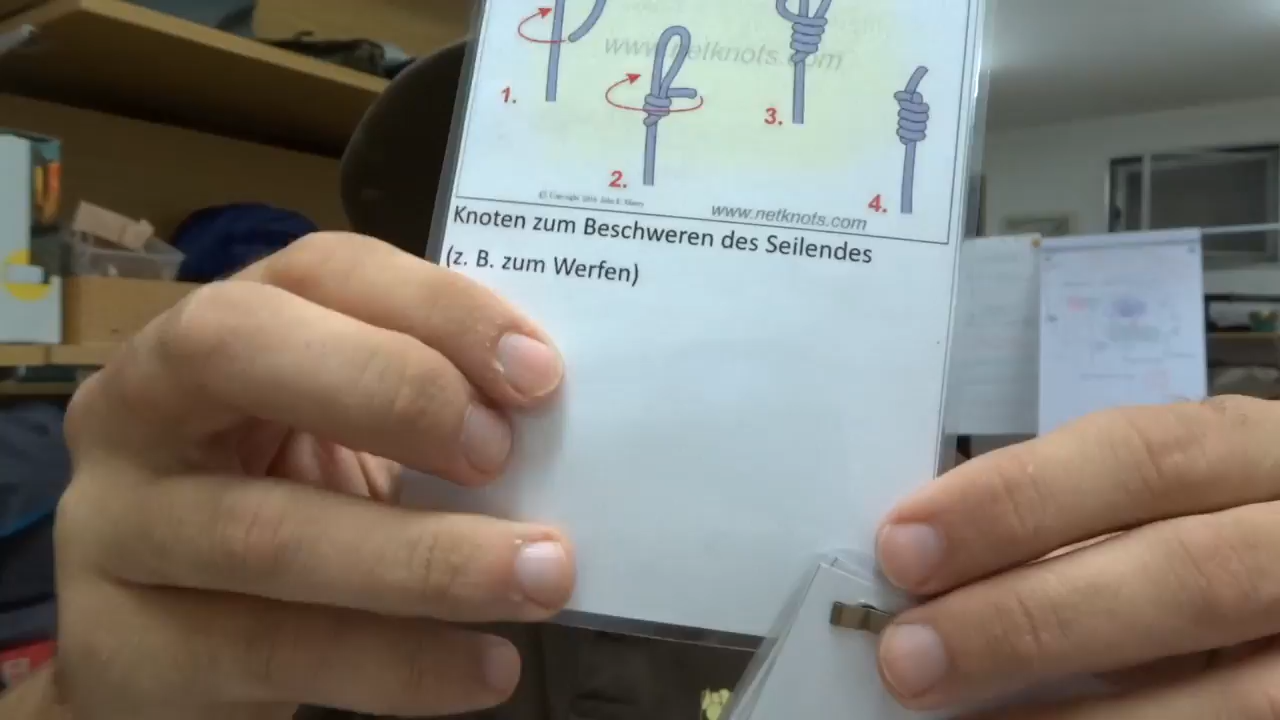 www.netknots.com
1.
3.
2.
4.
www.netknots.com
Knoten zum Beschweren des Seilendes
(z. B. zum Werfen)